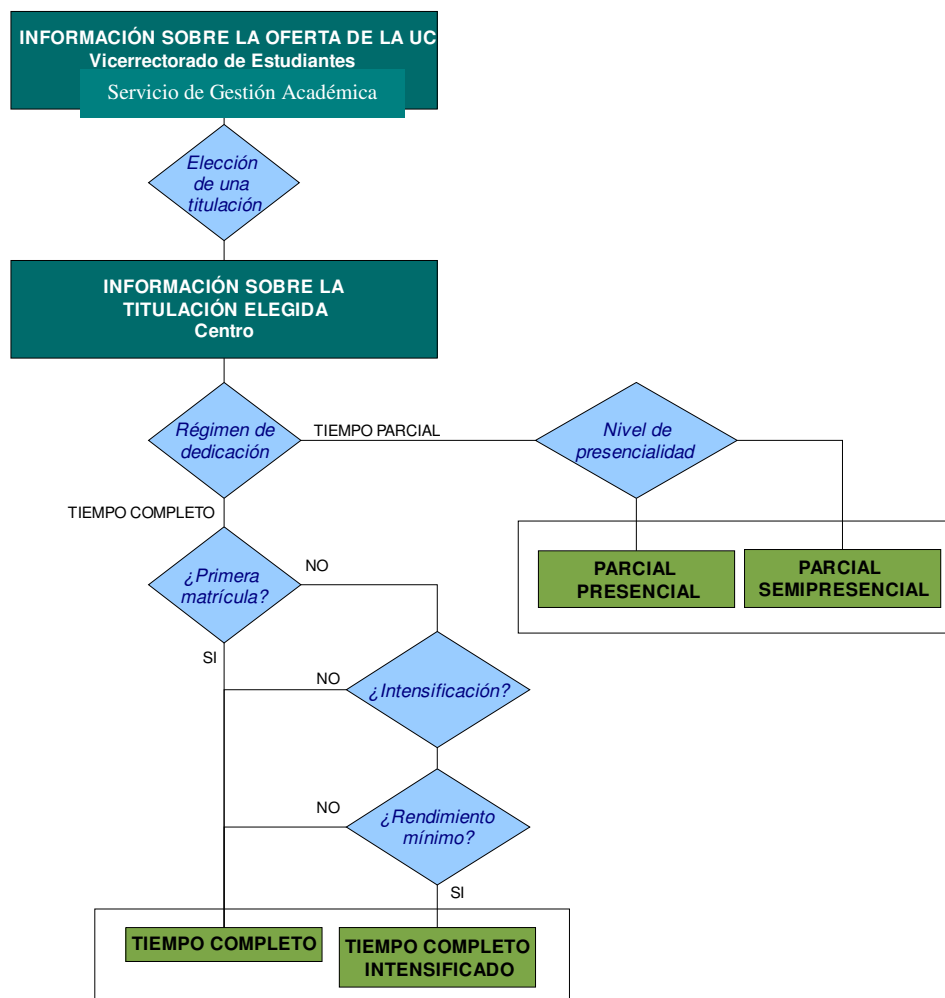 INFORMACIÓN SOBRE LA OFERTA DE LA UC
Vicerrectorado de Estudiantes
Servicio de Gestión Académica
Elección
de una
titulación
INFORMACIÓN SOBRE LA
TITULACIÓN ELEGIDA
Centro
Régimen de
dedicación
TIEMPO PARCIAL
Nivel de
presencialidad
TIEMPO COMPLETO
¿Primera
matrícula?
NO
PARCIAL
PRESENCIAL
PARCIAL
SEMIPRESENCIAL
SI
NO
¿Intensificación?
NO
¿Rendimiento
mínimo?
SI
TIEMPO COMPLETO
TIEMPO COMPLETO
INTENSIFICADO